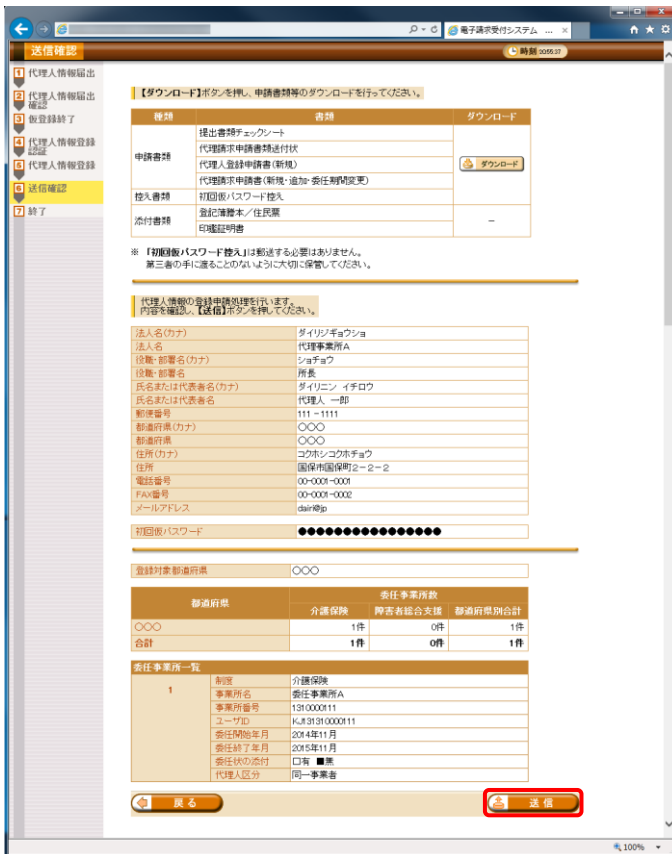 電子請求受付システム ... ×
送信確認
時刻 20:55:37
1 代理人情報届出
2 代理人情報届出確認
3 仮登録終了
4 代理人情報登録認証
5 代理人情報登録
6 送信確認
7 終了
【ダウンロード】ボタンを押し、申請書類等のダウンロードを行ってください。
種類 書類 ダウンロード
申請書類
提出書類チェックシート
代理請求申請書類送付状
代理人登録申請書(新規)
代理請求申請書(新規・追加・委任期間変更)
ダウンロード
控え書類 初回仮パスワード控え
添付書類
登記簿謄本／住民票
印鑑証明書
－
※ 「初回仮パスワード控え」は郵送する必要はありません。
第三者の手に渡ることのないように大切に保管してください。
代理人情報の登録申請処理を行います。
内容を確認し、【送信】ボタンを押してください。
法人名(カナ) ダイリジギョウショ
法人名 代理事業所A
役職・部署名(カナ) ショチョウ
役職・部署名 所長
氏名または代表者名(カナ) ダイリニン イチロウ
氏名または代表者名 代理人 一郎
郵便番号 111 －1111
都道府県(カナ) 〇〇〇
都道府県 〇〇〇
住所(カナ) コクホシコクホチョウ
住所 国保市国保町２－２－２
電話番号 00-0001-0001
FAX番号 00-0001-0002
メールアドレス dairi@jp
初回仮パスワード ●●●●●●●●●●●●●●●●
登録対象都道府県 〇〇〇
都道府県 委任事業所数
介護保険 障害者総合支援 都道府県別合計
〇〇〇 1件 0件 1件
合計 1件 0件 1件
委任事業所一覧
1 制度 介護保険
事業所名 委任事業所A
事業所番号 1310000111
ユーザID KJ131310000111
委任開始年月 2014年11月
委任終了年月 2015年11月
委任状の添付 □有 ■無
代理人区分 同一事業者
戻る
送信
100%